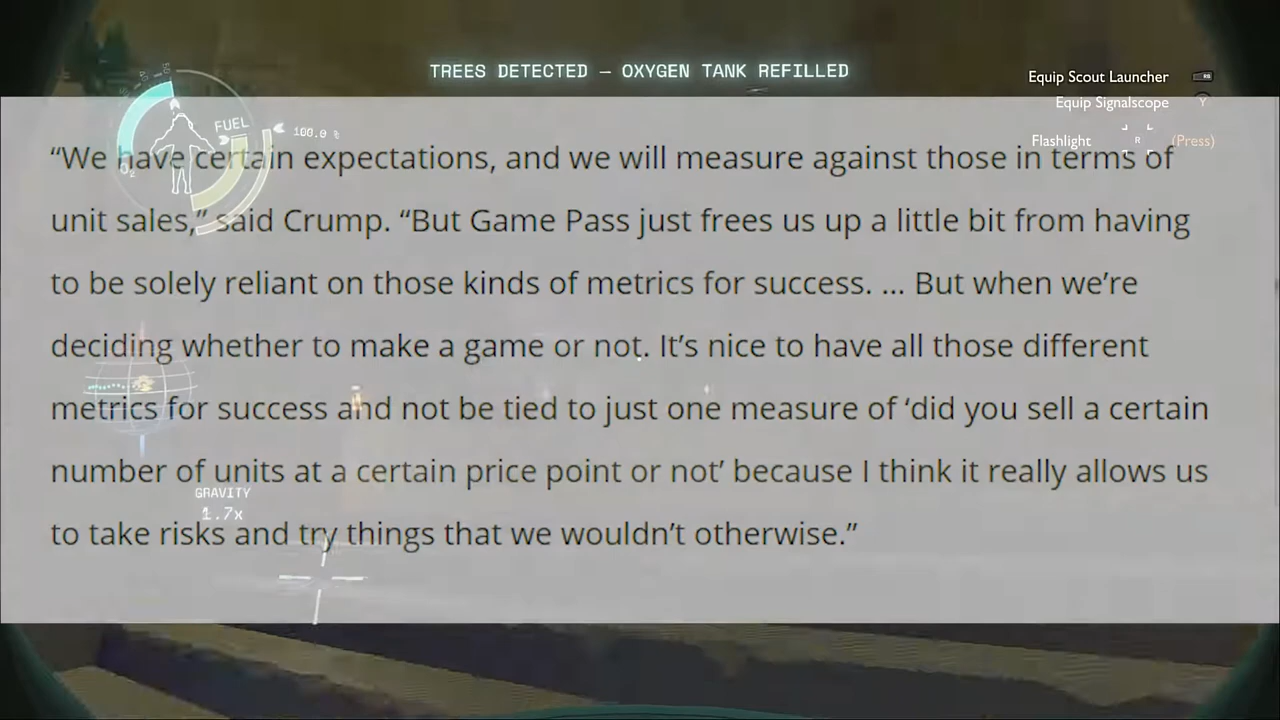 TREES DETECTED — OXYGEN TANK REFILLED
Equip Scout Launcher RB
Equip Signalscope Y
Flashlight R (Press)
FUEL
100.0 %
O₂
“We have certain expectations, and we will measure against those in terms of
unit sales,” said Crump. “But Game Pass just frees us up a little bit from having
to be solely reliant on those kinds of metrics for success. ... But when we’re
deciding whether to make a game or not. It’s nice to have all those different
metrics for success and not be tied to just one measure of ‘did you sell a certain
number of units at a certain price point or not’ because I think it really allows us
to take risks and try things that we wouldn’t otherwise.”
GRAVITY
1.7x